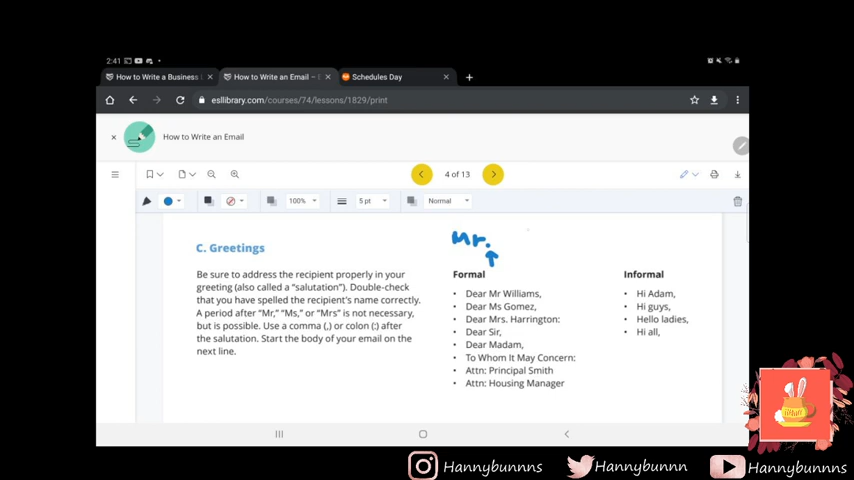 2:41
How to Write a Business L
How to Write an Email – E
Schedules Day
esllibrary.com/courses/74/lessons/1829/print
How to Write an Email
4 of 13
100%
5 pt
Normal
Mr.
C. Greetings
Be sure to address the recipient properly in your
greeting (also called a “salutation”). Double-check
that you have spelled the recipient's name correctly.
A period after “Mr,” “Ms,” or “Mrs” is not necessary,
but is possible. Use a comma (,) or colon (:) after
the salutation. Start the body of your email on the
next line.
Formal
• Dear Mr Williams,
• Dear Ms Gomez,
• Dear Mrs. Harrington:
• Dear Sir,
• Dear Madam,
• To Whom It May Concern:
• Attn: Principal Smith
• Attn: Housing Manager
Informal
• Hi Adam,
• Hi guys,
• Hello ladies,
• Hi all,
Hannybunnns
Hannybunnn
Hannybunnns